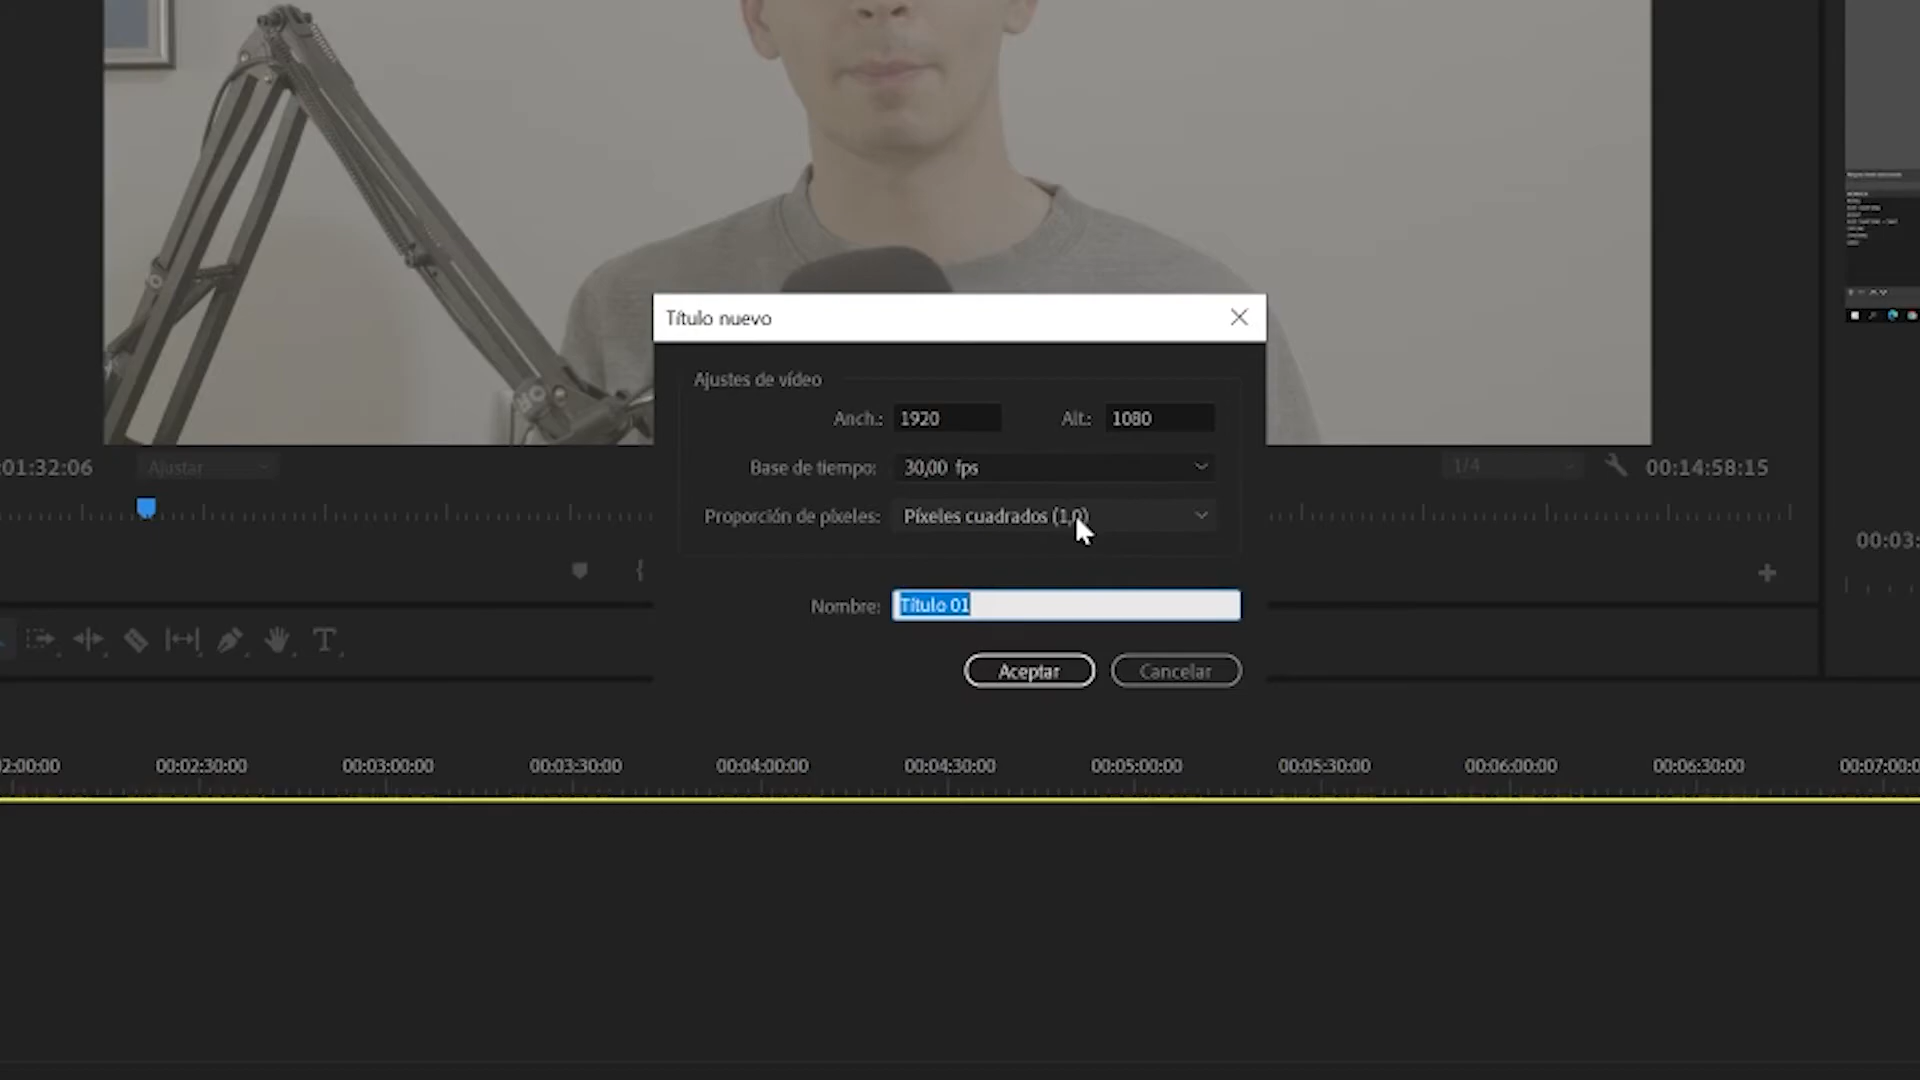 Título nuevo
Ajustes de vídeo
Anch.: 1920 Alt.: 1080
:01:32:06 Ajustar
Base de tiempo: 30,00 fps
1/4 00:14:58:15
Proporción de píxeles: Píxeles cuadrados (1,0)
00:03:
Nombre: Título 01
Aceptar Cancelar
2:00:00 00:02:30:00 00:03:00:00 00:03:30:00 00:04:00:00 00:04:30:00 00:05:00:00 00:05:30:00 00:06:00:00 00:06:30:00 00:07:00:0